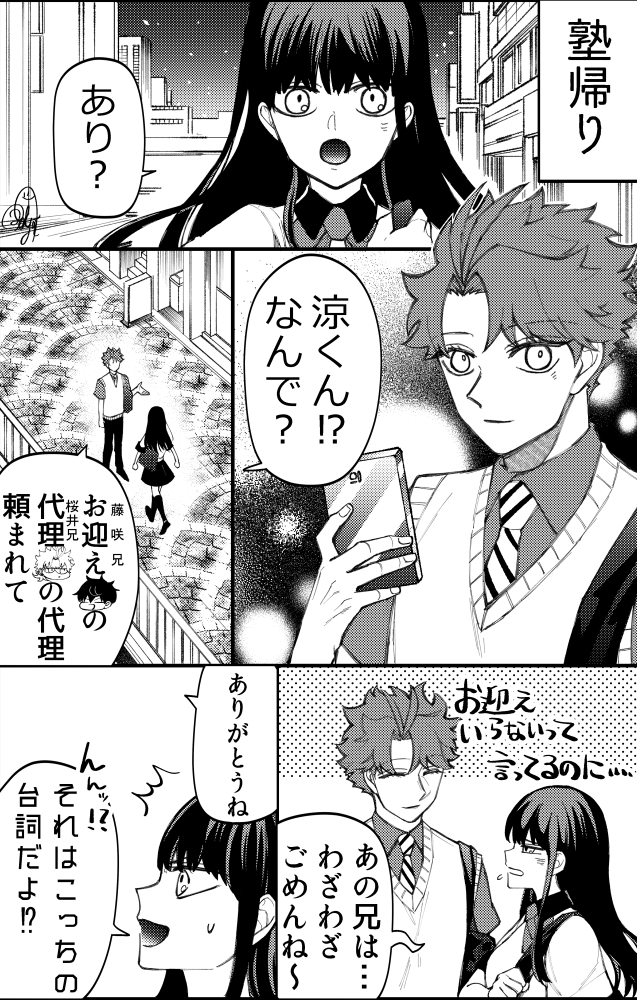 塾帰り
あり?
涼くん!?
なんで?
藤咲兄
お迎えの
桜井兄
代理の代理
頼まれて
お迎え
いらないって
言ってるのに…
あの兄は…
わざわざ
ごめんね~
ありがとうね
んんッ!?
それはこっちの
台詞だよ!?